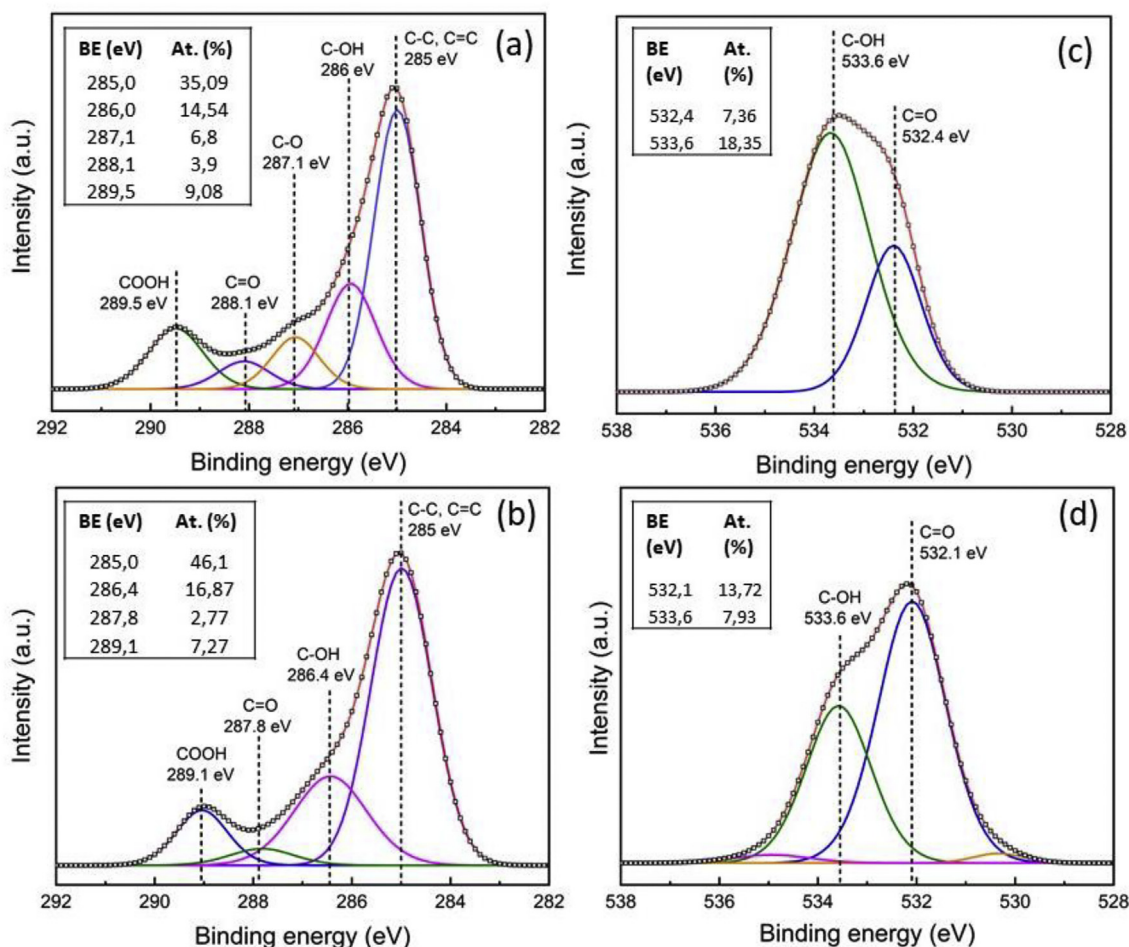 (a)
BE (eV) At. (%)
285,0 35,09
286,0 14,54
287,1 6,8
288,1 3,9
289,5 9,08
C-C, C=C
285 eV
C-OH
286 eV
C-O
287.1 eV
C=O
288.1 eV
COOH
289.5 eV
Intensity (a.u.)
292 290 288 286 284 282
Binding energy (eV)
(c)
BE At.
(eV) (%)
532,4 7,36
533,6 18,35
C-OH
533.6 eV
C=O
532.4 eV
Intensity (a.u.)
538 536 534 532 530 528
Binding energy (eV)
(b)
BE (eV) At. (%)
285,0 46,1
286,4 16,87
287,8 2,77
289,1 7,27
C-C, C=C
285 eV
C-OH
286.4 eV
C=O
287.8 eV
COOH
289.1 eV
Intensity (a.u.)
292 290 288 286 284 282
Binding energy (eV)
(d)
BE At.
(eV) (%)
532,1 13,72
533,6 7,93
C=O
532.1 eV
C-OH
533.6 eV
Intensity (a.u.)
538 536 534 532 530 528
Binding energy (eV)